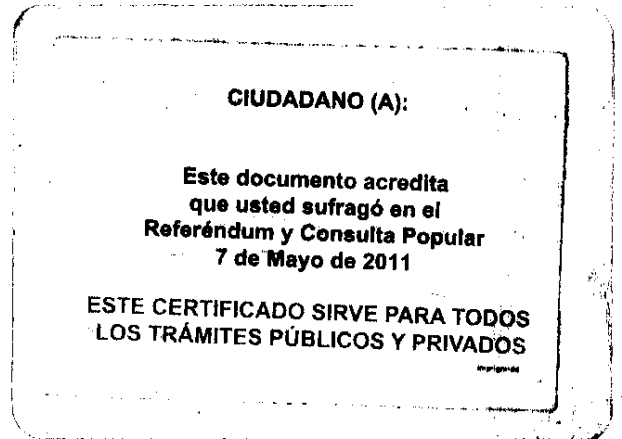 CIUDADANO (A):
Este documento acredita
que usted sufragó en el
Referéndum y Consulta Popular
7 de Mayo de 2011
ESTE CERTIFICADO SIRVE PARA TODOS
LOS TRÁMITES PÚBLICOS Y PRIVADOS